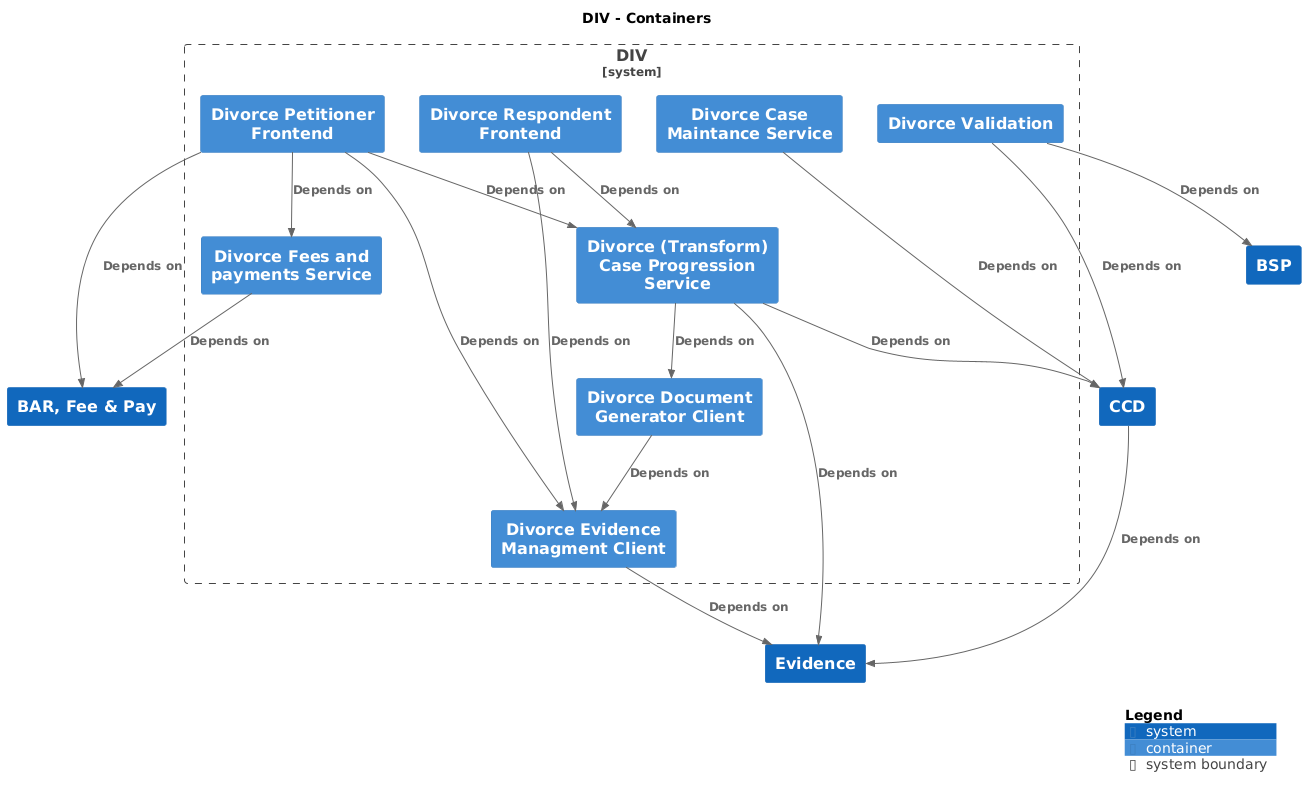 DIV - Containers
DIV
[system]
Divorce Petitioner
Frontend
Divorce Respondent
Frontend
Divorce Case
Maintance Service
Divorce Validation
Depends on
Depends on
Depends on
Depends on
Divorce Fees and
payments Service
Divorce (Transform)
Case Progression
Service
BSP
Depends on
Depends on
Depends on
Depends on
Depends on
Depends on
Depends on
Depends on
BAR, Fee & Pay
Divorce Document
Generator Client
CCD
Depends on
Depends on
Divorce Evidence
Managment Client
Depends on
Depends on
Evidence
Legend
system
container
system boundary